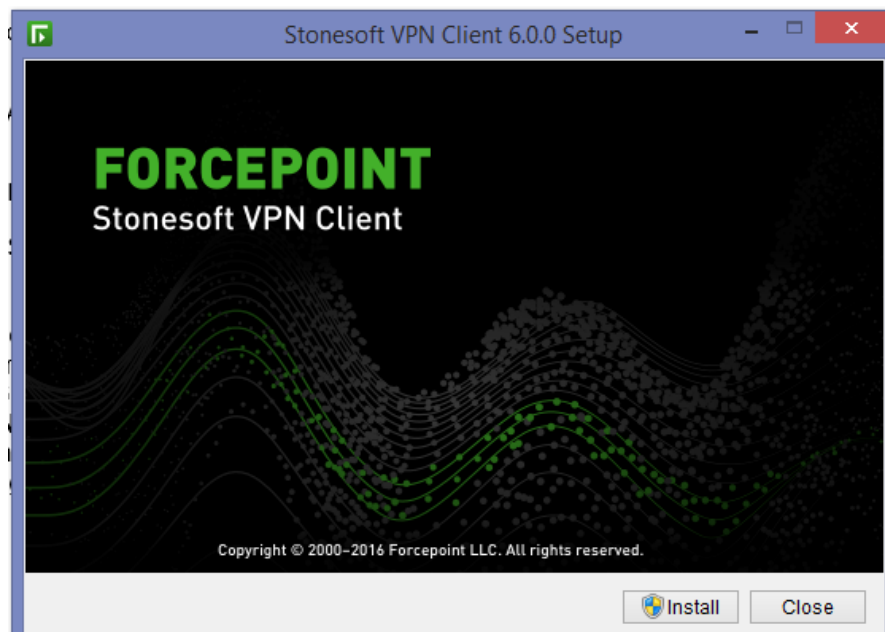 Stonesoft VPN Client 6.0.0 Setup
FORCEPOINT
Stonesoft VPN Client
Copyright © 2000–2016 Forcepoint LLC. All rights reserved.
Install
Close